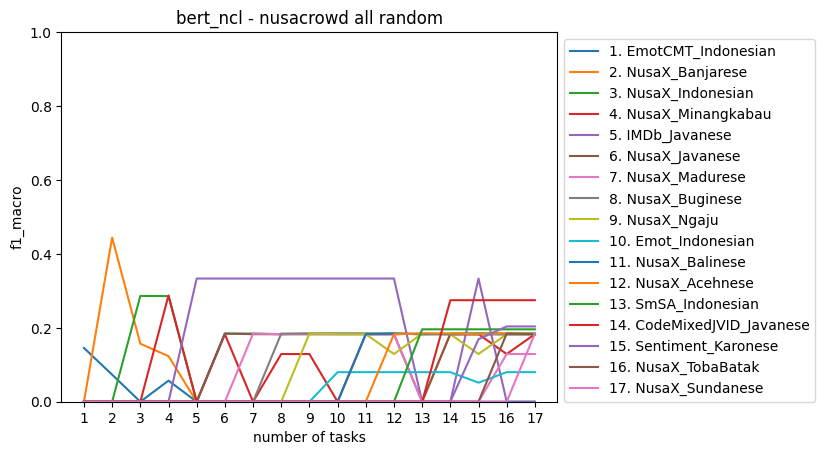 bert_ncl - nusacrowd all random
1.0
0.8
0.6
0.4
0.2
0.0
f1_macro
1 2 3 4 5 6 7 8 9 10 11 12 13 14 15 16 17
number of tasks
1. EmotCMT_Indonesian
2. NusaX_Banjarese
3. NusaX_Indonesian
4. NusaX_Minangkabau
5. IMDb_Javanese
6. NusaX_Javanese
7. NusaX_Madurese
8. NusaX_Buginese
9. NusaX_Ngaju
10. Emot_Indonesian
11. NusaX_Balinese
12. NusaX_Acehnese
13. SmSA_Indonesian
14. CodeMixedJVID_Javanese
15. Sentiment_Karonese
16. NusaX_TobaBatak
17. NusaX_Sundanese